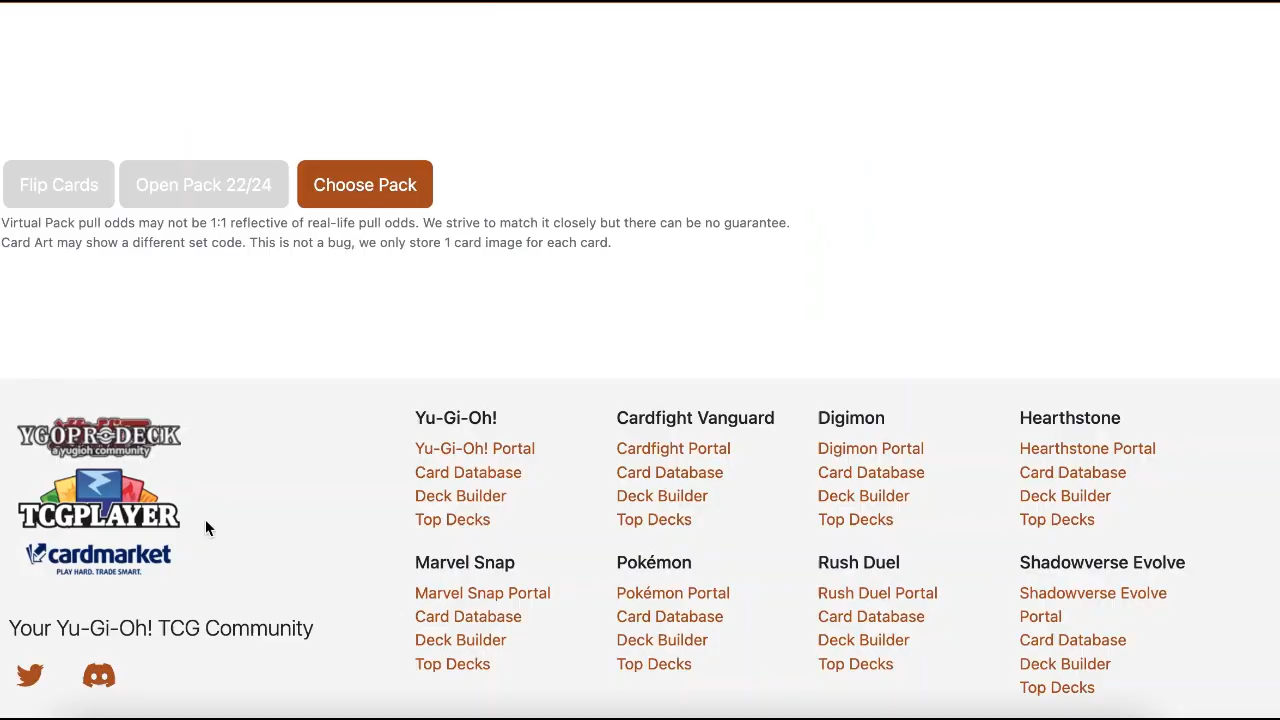 Flip Cards
Open Pack 22/24
Choose Pack
Virtual Pack pull odds may not be 1:1 reflective of real-life pull odds. We strive to match it closely but there can be no guarantee.
Card Art may show a different set code. This is not a bug, we only store 1 card image for each card.
YGOPRODECK
a yugioh community
TCGPLAYER
cardmarket
PLAY HARD. TRADE SMART.
Your Yu-Gi-Oh! TCG Community
Yu-Gi-Oh!
Yu-Gi-Oh! Portal
Card Database
Deck Builder
Top Decks
Cardfight Vanguard
Cardfight Portal
Card Database
Deck Builder
Top Decks
Digimon
Digimon Portal
Card Database
Deck Builder
Top Decks
Hearthstone
Hearthstone Portal
Card Database
Deck Builder
Top Decks
Marvel Snap
Marvel Snap Portal
Card Database
Deck Builder
Top Decks
Pokémon
Pokémon Portal
Card Database
Deck Builder
Top Decks
Rush Duel
Rush Duel Portal
Card Database
Deck Builder
Top Decks
Shadowverse Evolve
Shadowverse Evolve
Portal
Card Database
Deck Builder
Top Decks